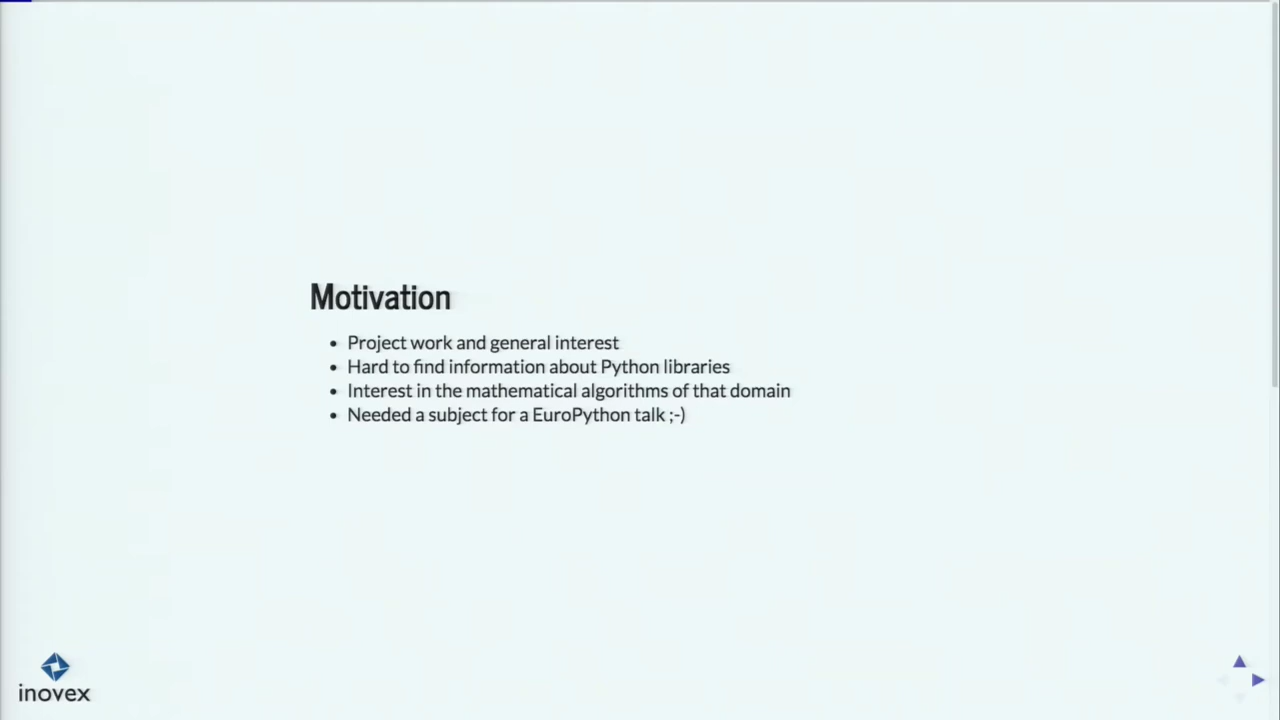 Motivation
Project work and general interest
Hard to find information about Python libraries
Interest in the mathematical algorithms of that domain
Needed a subject for a EuroPython talk ;-)
inovex